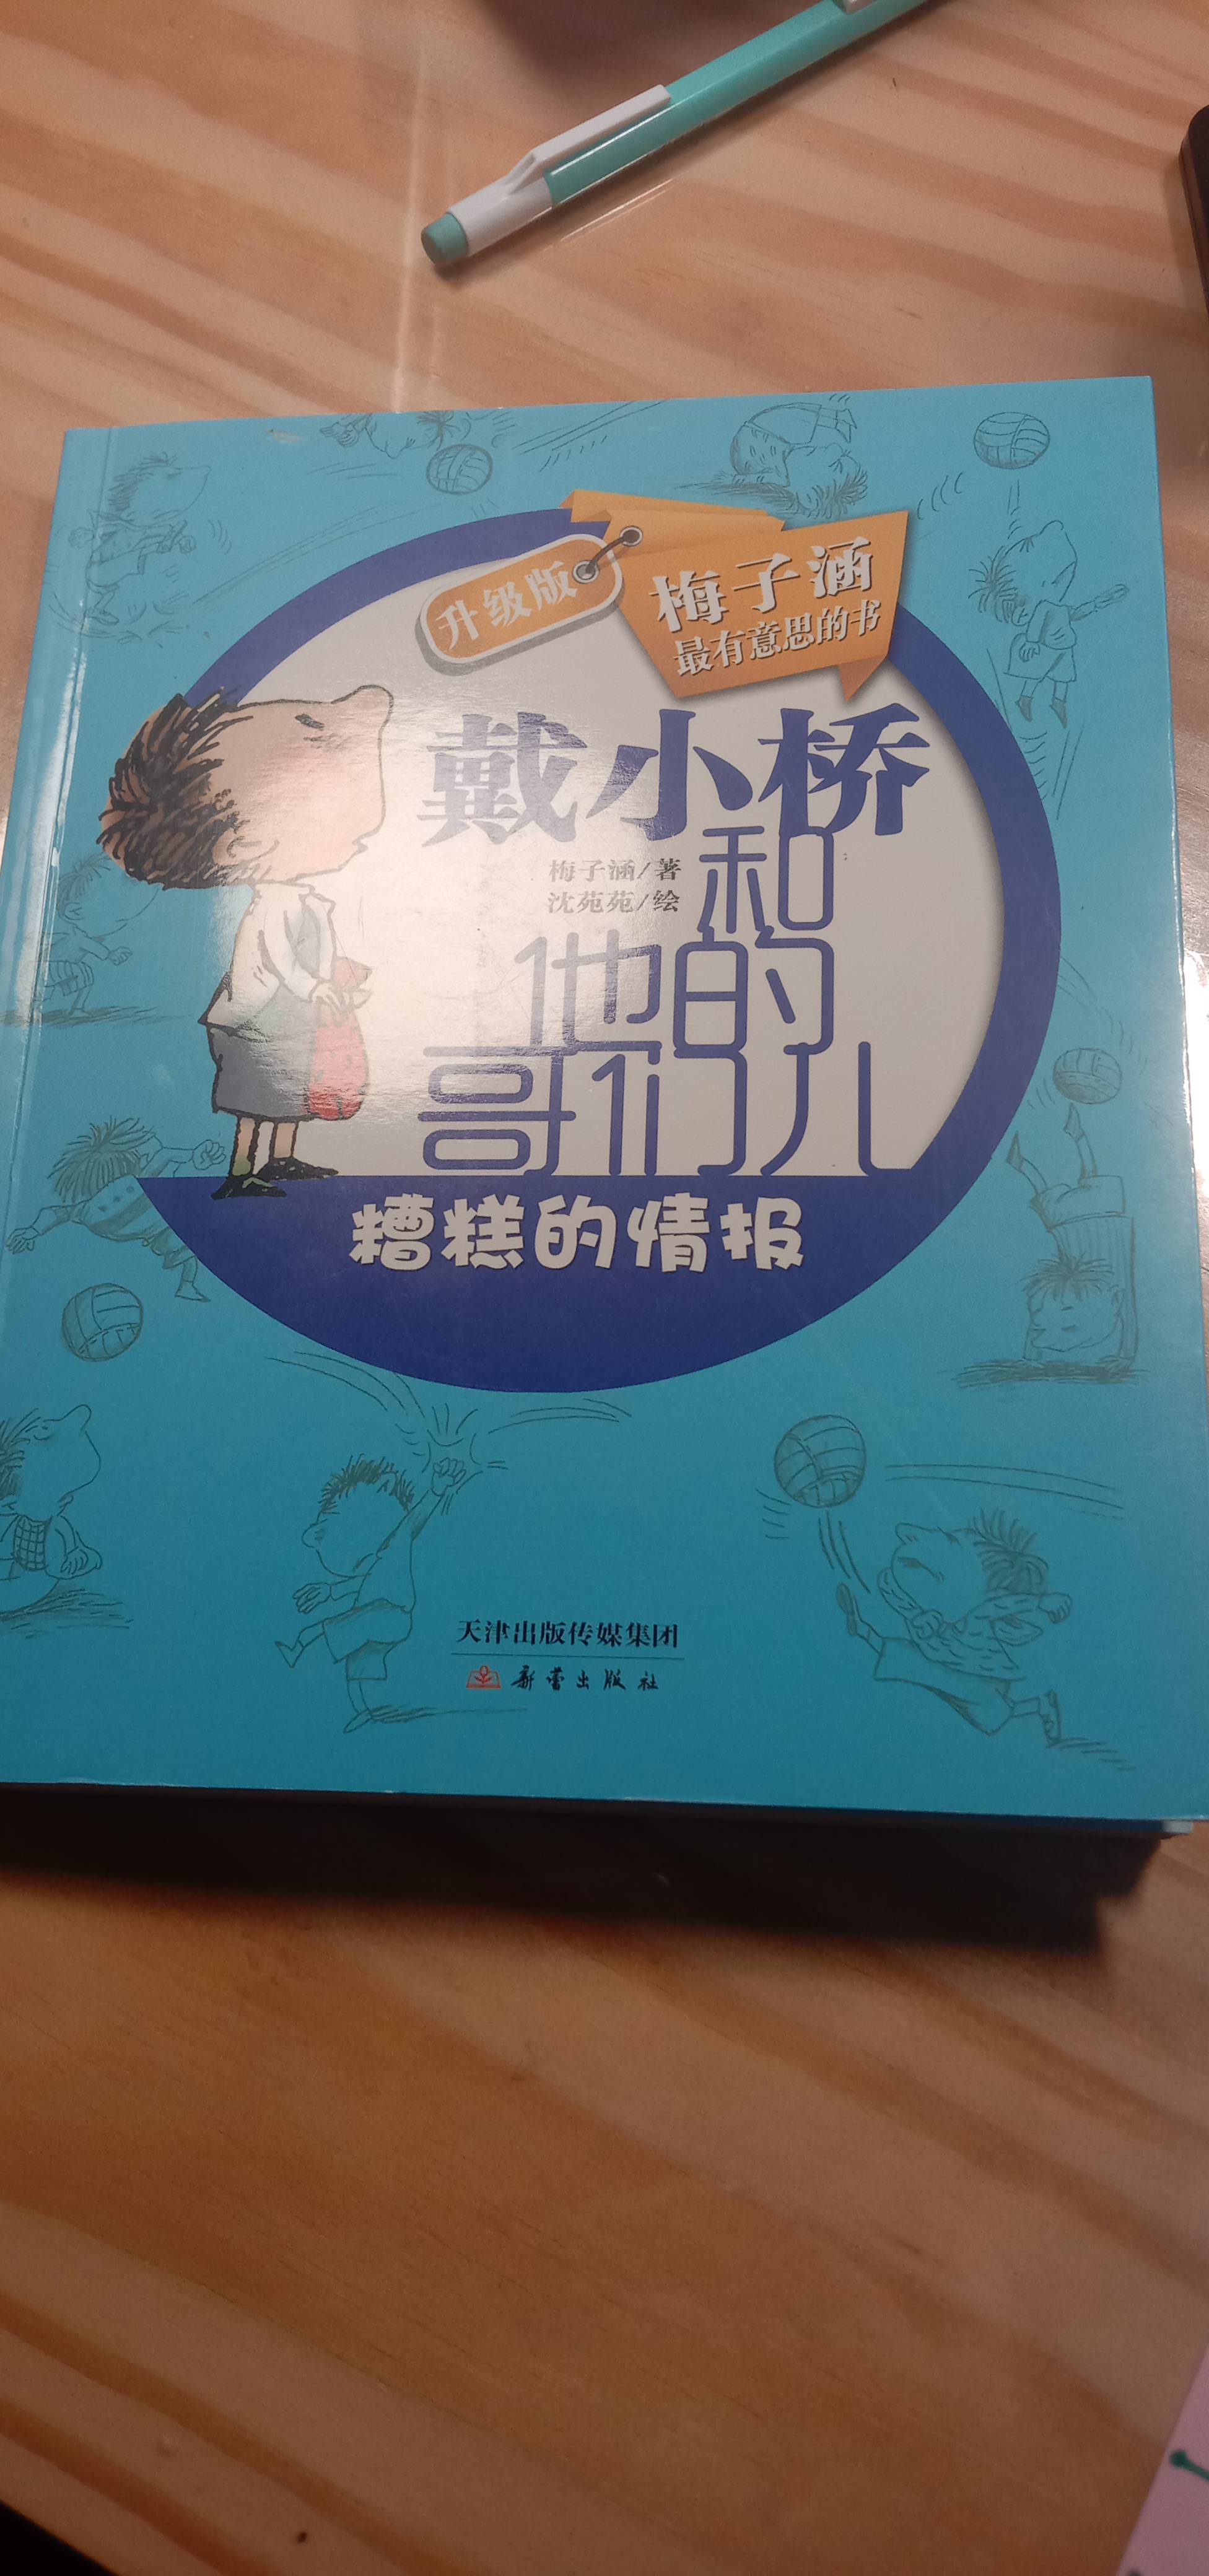 升级版
梅子涵
最有意思的书
戴小桥
和
梅子涵/著
沈苑苑/绘
他的
哥们儿
糟糕的情报
天津出版传媒集团
新蕾出版社